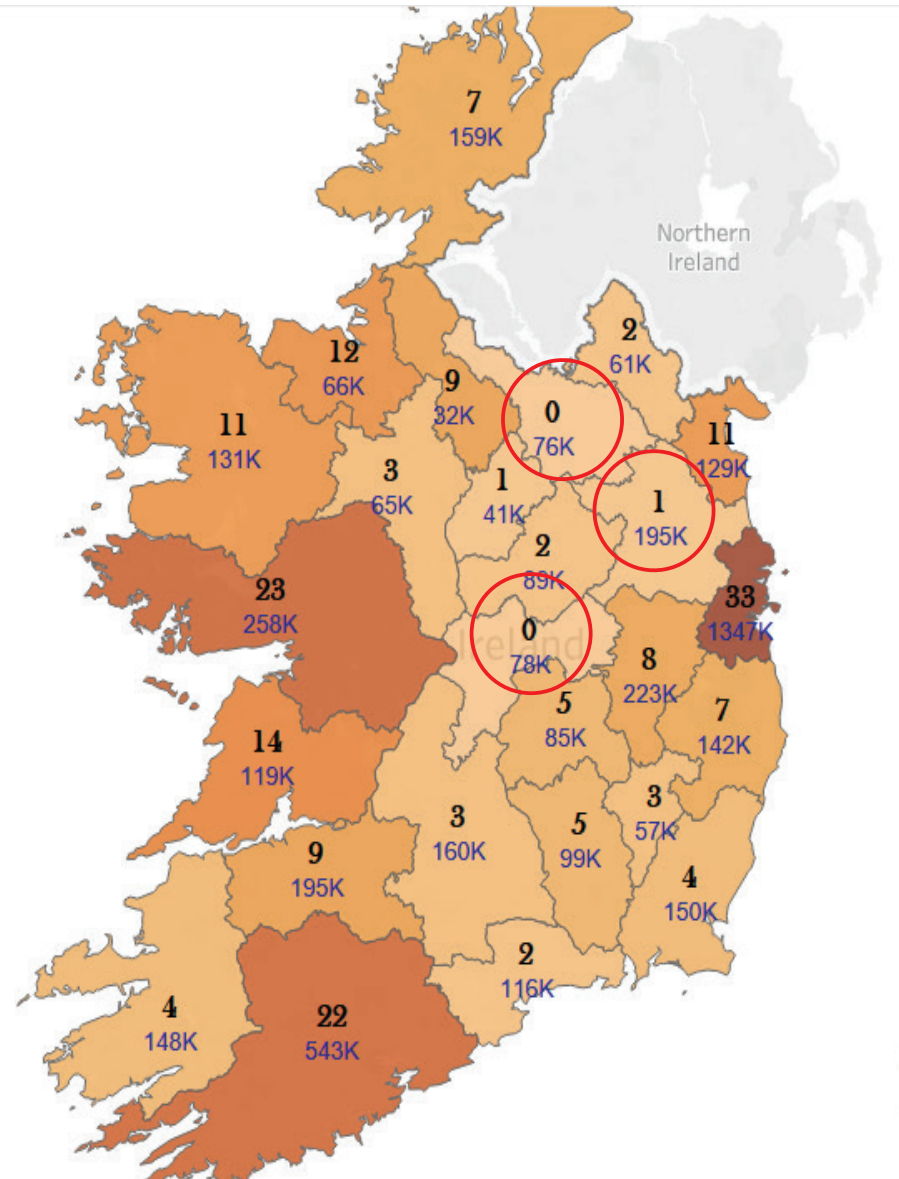 7
159K
Northern
Ireland
2
61K
12
66K
9
32K
0
76K
11
131K
11
129K
3
65K
1
41K
1
195K
2
89K
23
258K
33
1347K
0
Ireland
78K
8
223K
5
85K
7
142K
14
119K
3
57K
3
160K
5
99K
9
195K
4
150K
2
116K
4
148K
22
543K